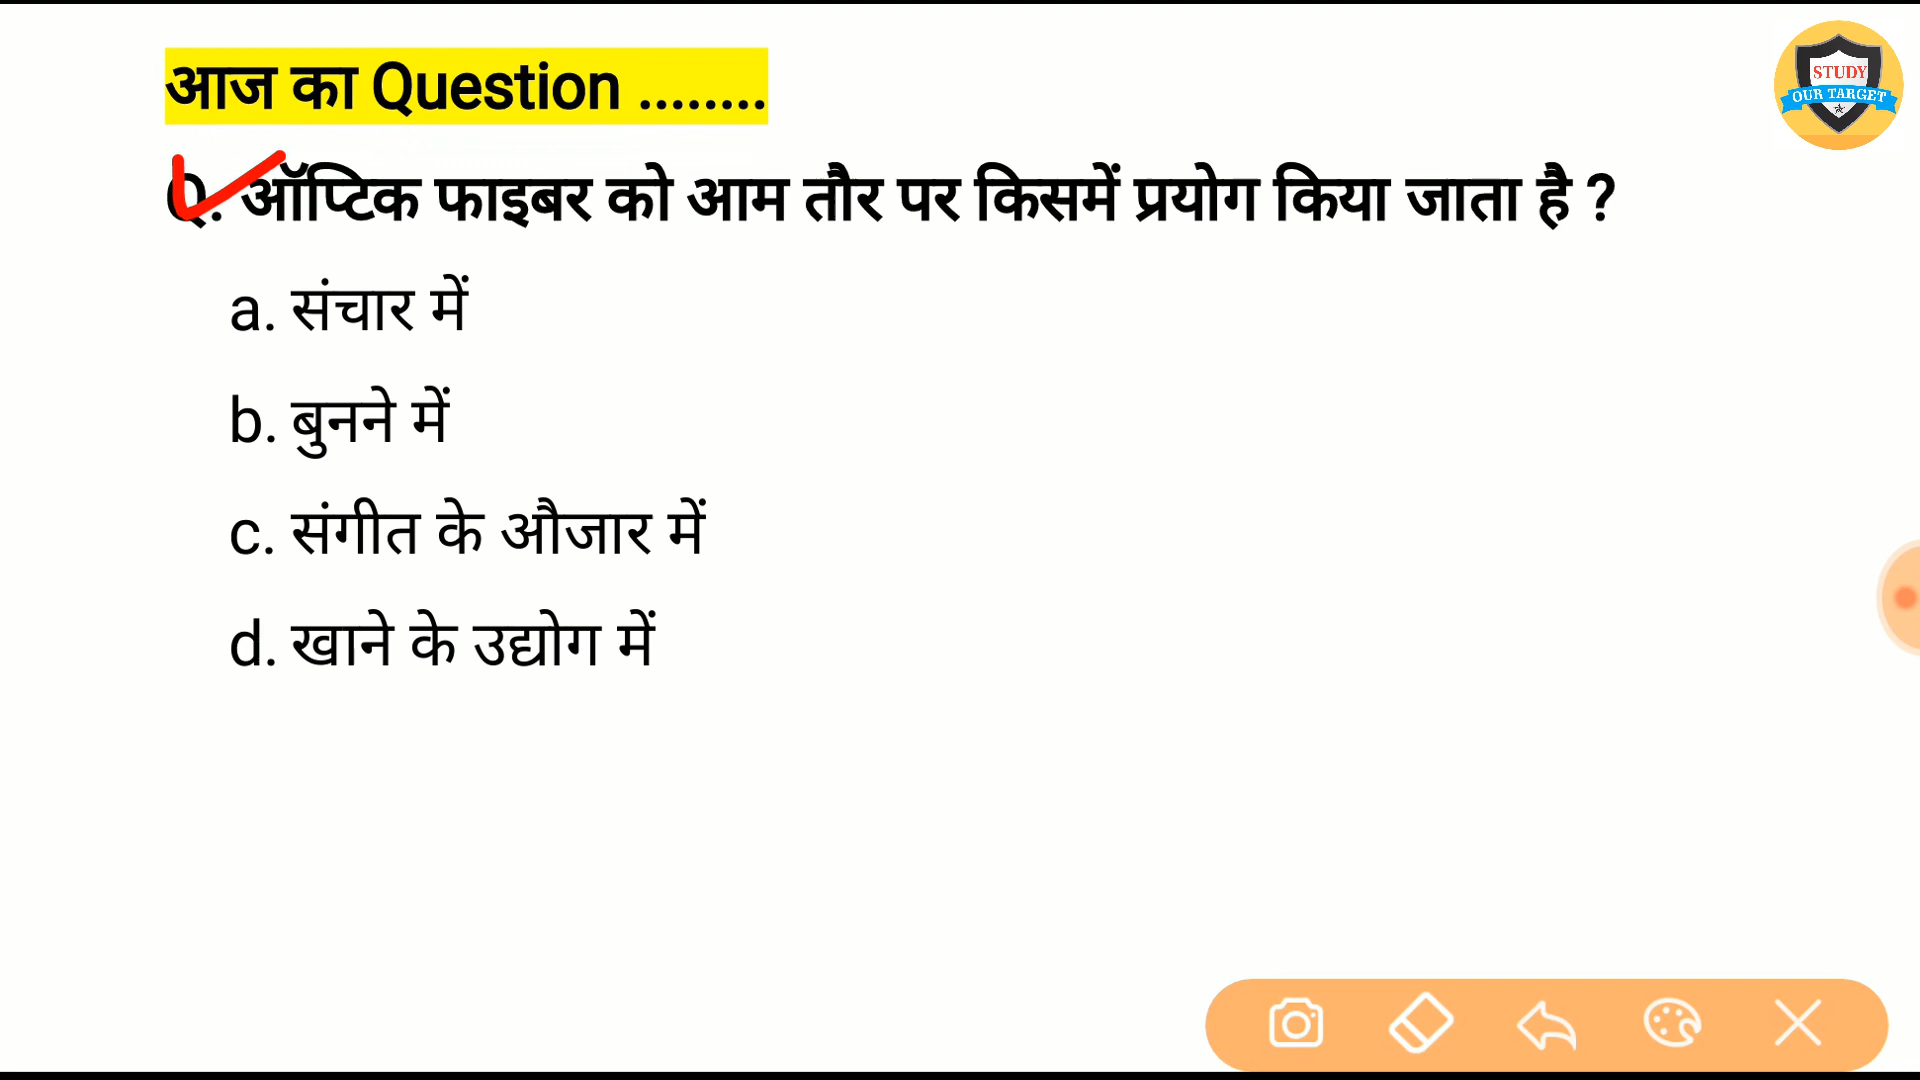 आज का Question ........
STUDY
OUR TARGET
Q. ऑप्टिक फाइबर को आम तौर पर किसमें प्रयोग किया जाता है ?
a. संचार में
b. बुनने में
c. संगीत के औजार में
d. खाने के उद्योग में